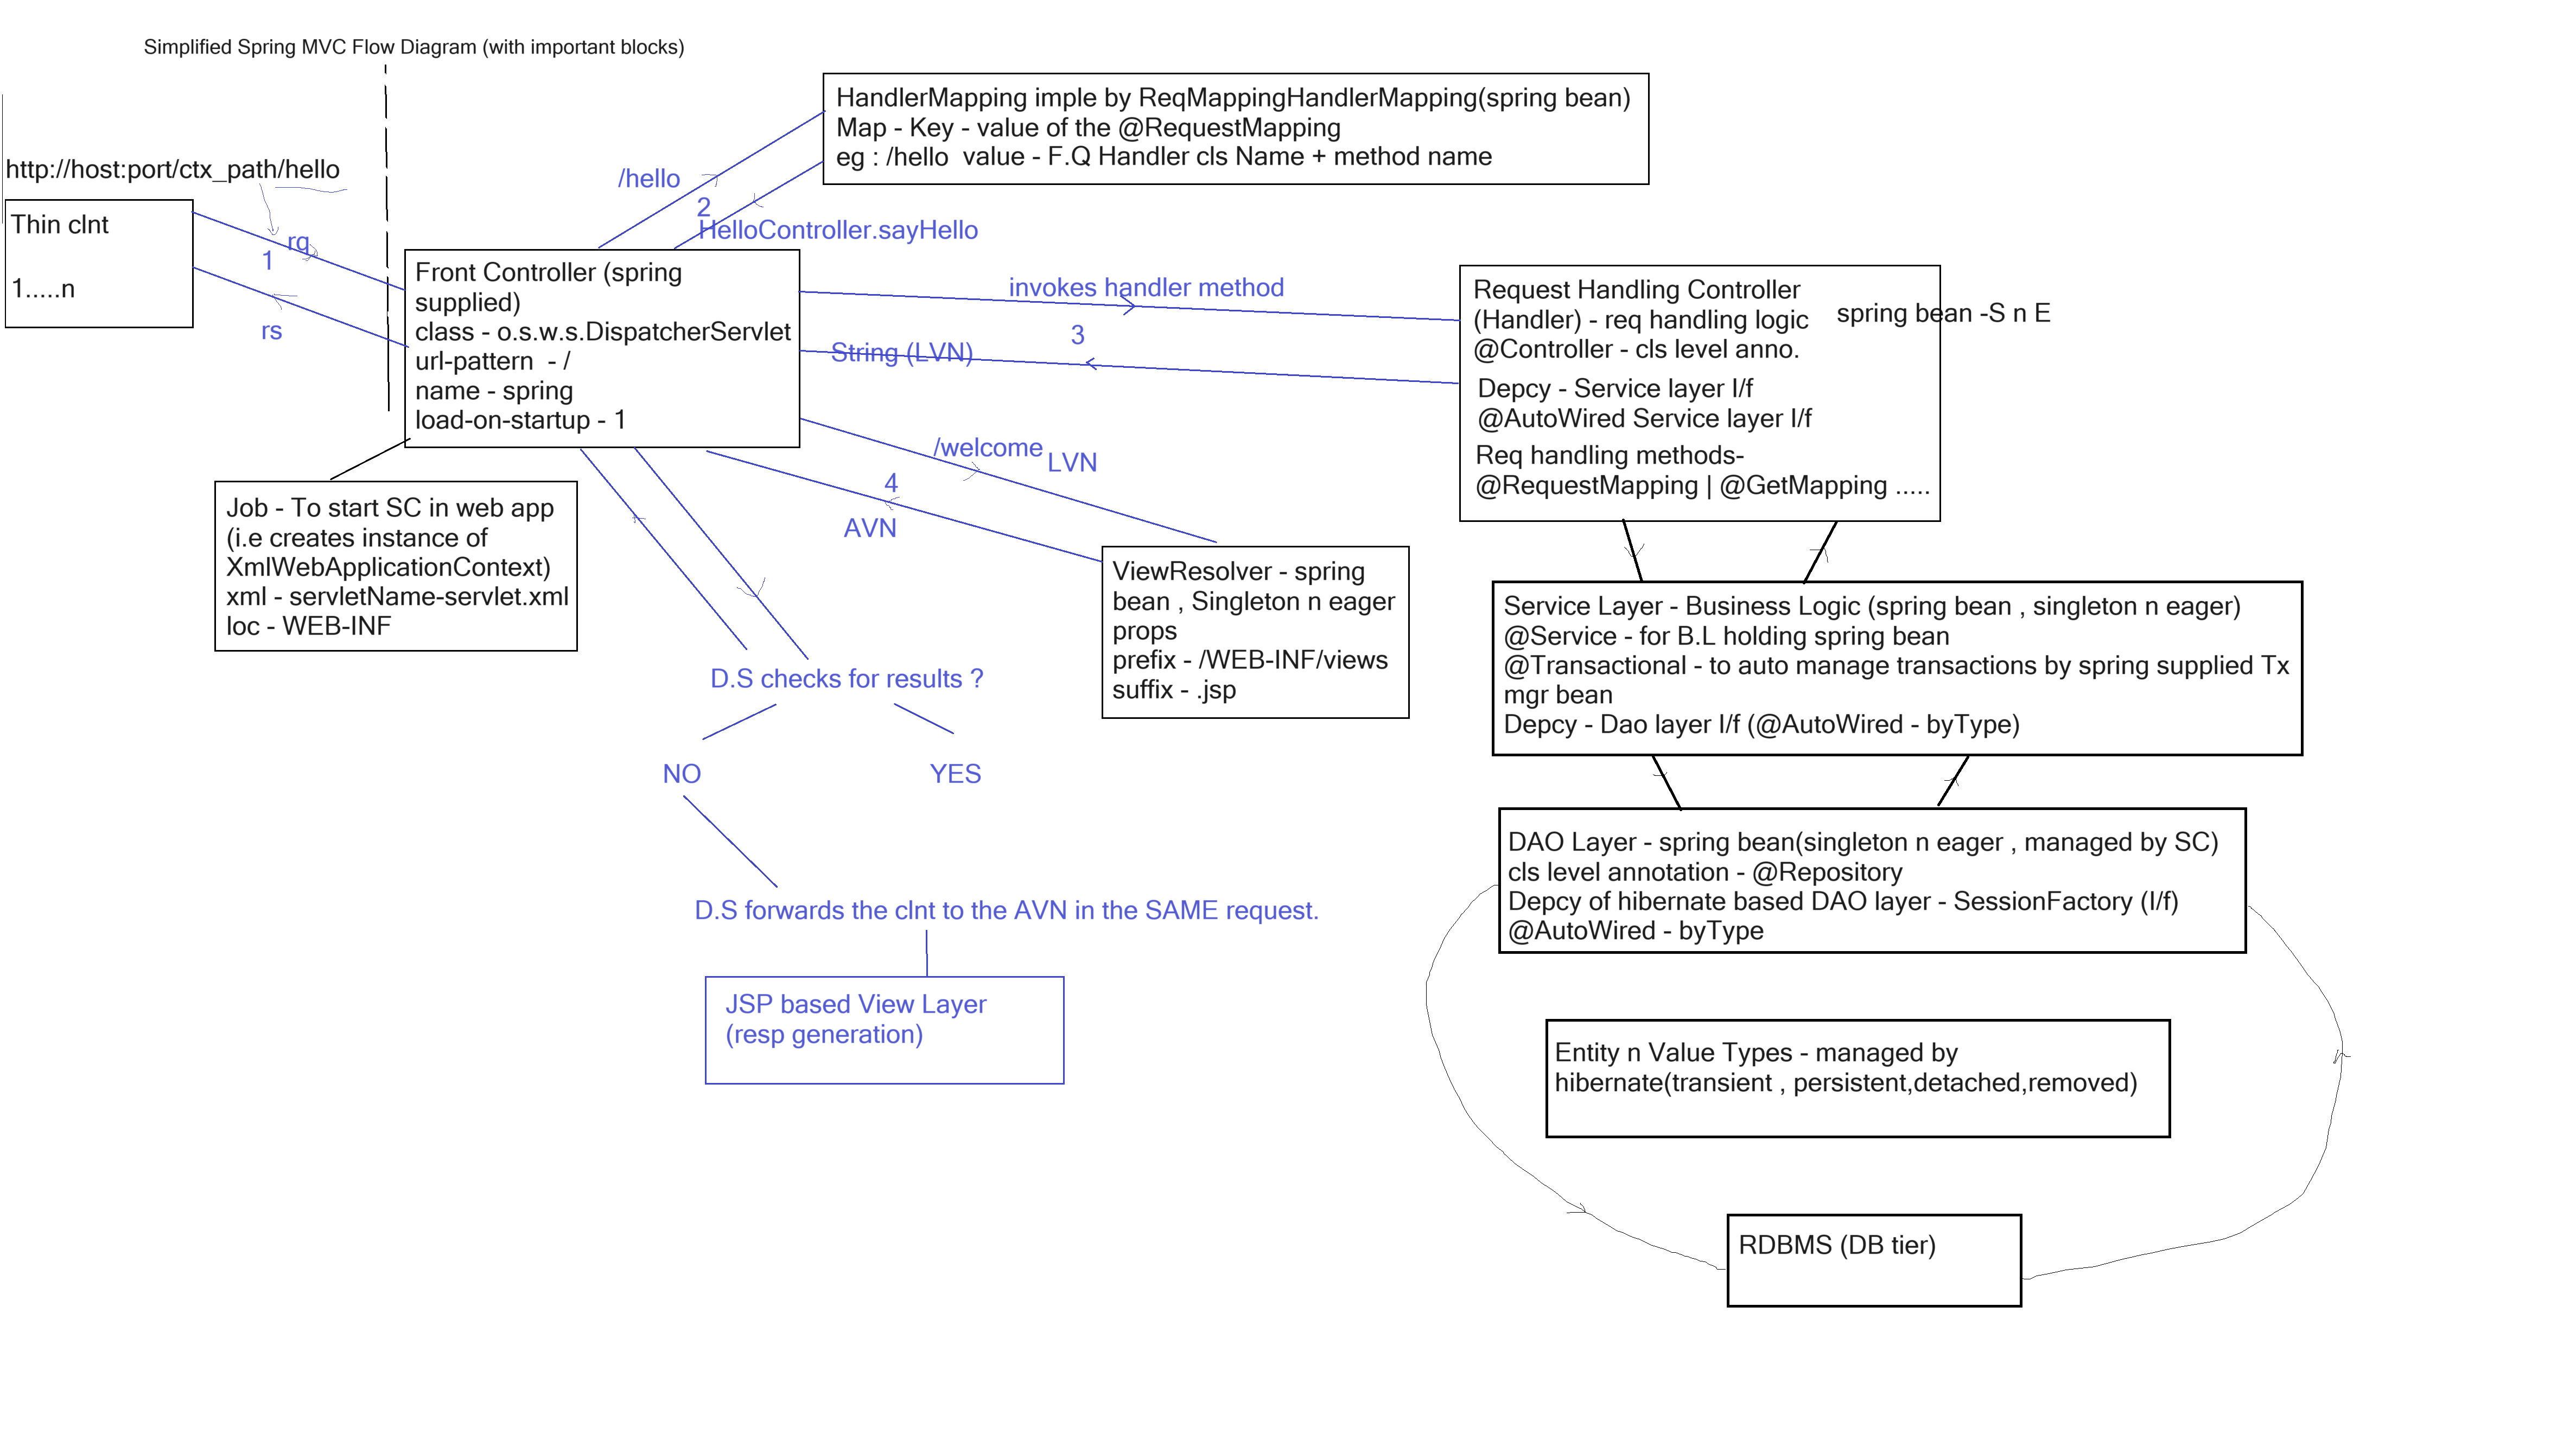 Simplified Spring MVC Flow Diagram (with important blocks)
HandlerMapping imple by ReqMappingHandlerMapping(spring bean)
Map - Key - value of the @RequestMapping
eg : /hello  value - F.Q Handler cls Name + method name
http://host:port/ctx_path/hello
Thin clnt
1.....n
rq
1
rs
/hello
2
HelloController.sayHello
Front Controller (spring
supplied)
class - o.s.w.s.DispatcherServlet
url-pattern  - /
name - spring
load-on-startup - 1
invokes handler method
3
String (LVN)
Request Handling Controller
(Handler) - req handling logic
@Controller - cls level anno.
spring bean -S n E
Depcy - Service layer I/f
@AutoWired Service layer I/f
Req handling methods-
@RequestMapping | @GetMapping .....
/welcome
LVN
4
AVN
Job - To start SC in web app
(i.e creates instance of
XmlWebApplicationContext)
xml - servletName-servlet.xml
loc - WEB-INF
ViewResolver - spring
bean , Singleton n eager
props
prefix - /WEB-INF/views
suffix - .jsp
Service Layer - Business Logic (spring bean , singleton n eager)
@Service - for B.L holding spring bean
@Transactional - to auto manage transactions by spring supplied Tx
mgr bean
Depcy - Dao layer I/f (@AutoWired - byType)
D.S checks for results ?
NO
YES
D.S forwards the clnt to the AVN in the SAME request.
JSP based View Layer
(resp generation)
DAO Layer - spring bean(singleton n eager , managed by SC)
cls level annotation - @Repository
Depcy of hibernate based DAO layer - SessionFactory (I/f)
@AutoWired - byType
Entity n Value Types - managed by
hibernate(transient , persistent,detached,removed)
RDBMS (DB tier)